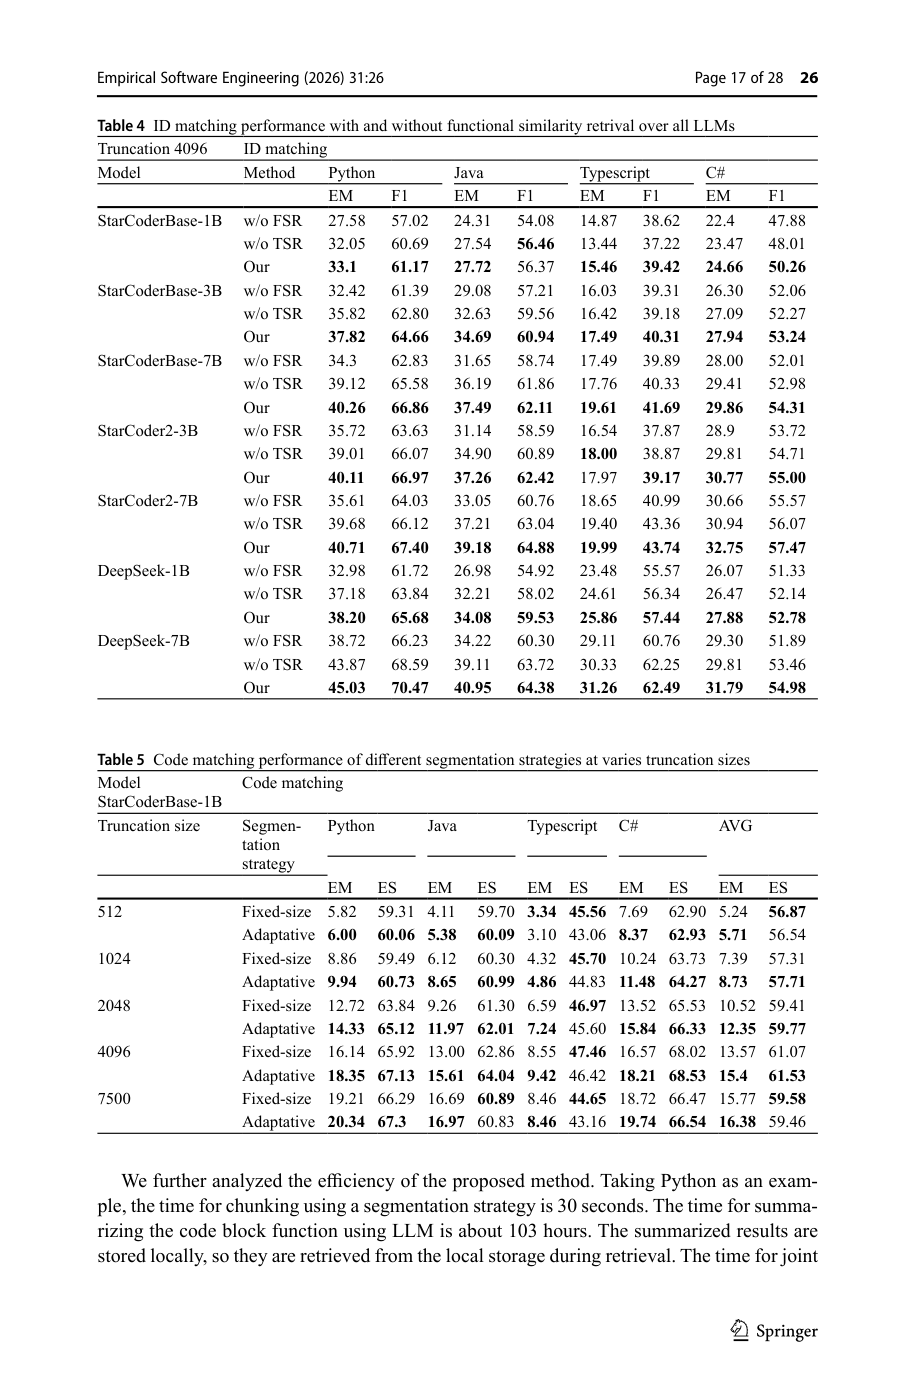 Empirical Software Engineering (2026) 31:26 Page 17 of 28 26
Table 4 ID matching performance with and without functional similarity retrival over all LLMs
Truncation 4096 ID matching
Model Method Python Java Typescript C#
EM F1 EM F1 EM F1 EM F1
StarCoderBase-1B w/o FSR 27.58 57.02 24.31 54.08 14.87 38.62 22.4 47.88
w/o TSR 32.05 60.69 27.54 56.46 13.44 37.22 23.47 48.01
Our 33.1 61.17 27.72 56.37 15.46 39.42 24.66 50.26
StarCoderBase-3B w/o FSR 32.42 61.39 29.08 57.21 16.03 39.31 26.30 52.06
w/o TSR 35.82 62.80 32.63 59.56 16.42 39.18 27.09 52.27
Our 37.82 64.66 34.69 60.94 17.49 40.31 27.94 53.24
StarCoderBase-7B w/o FSR 34.3 62.83 31.65 58.74 17.49 39.89 28.00 52.01
w/o TSR 39.12 65.58 36.19 61.86 17.76 40.33 29.41 52.98
Our 40.26 66.86 37.49 62.11 19.61 41.69 29.86 54.31
StarCoder2-3B w/o FSR 35.72 63.63 31.14 58.59 16.54 37.87 28.9 53.72
w/o TSR 39.01 66.07 34.90 60.89 18.00 38.87 29.81 54.71
Our 40.11 66.97 37.26 62.42 17.97 39.17 30.77 55.00
StarCoder2-7B w/o FSR 35.61 64.03 33.05 60.76 18.65 40.99 30.66 55.57
w/o TSR 39.68 66.12 37.21 63.04 19.40 43.36 30.94 56.07
Our 40.71 67.40 39.18 64.88 19.99 43.74 32.75 57.47
DeepSeek-1B w/o FSR 32.98 61.72 26.98 54.92 23.48 55.57 26.07 51.33
w/o TSR 37.18 63.84 32.21 58.02 24.61 56.34 26.47 52.14
Our 38.20 65.68 34.08 59.53 25.86 57.44 27.88 52.78
DeepSeek-7B w/o FSR 38.72 66.23 34.22 60.30 29.11 60.76 29.30 51.89
w/o TSR 43.87 68.59 39.11 63.72 30.33 62.25 29.81 53.46
Our 45.03 70.47 40.95 64.38 31.26 62.49 31.79 54.98
Table 5 Code matching performance of different segmentation strategies at varies truncation sizes
Model Code matching
StarCoderBase-1B
Truncation size Segmen- Python Java Typescript C# AVG
tation
strategy
EM ES EM ES EM ES EM ES EM ES
512 Fixed-size 5.82 59.31 4.11 59.70 3.34 45.56 7.69 62.90 5.24 56.87
Adaptative 6.00 60.06 5.38 60.09 3.10 43.06 8.37 62.93 5.71 56.54
1024 Fixed-size 8.86 59.49 6.12 60.30 4.32 45.70 10.24 63.73 7.39 57.31
Adaptative 9.94 60.73 8.65 60.99 4.86 44.83 11.48 64.27 8.73 57.71
2048 Fixed-size 12.72 63.84 9.26 61.30 6.59 46.97 13.52 65.53 10.52 59.41
Adaptative 14.33 65.12 11.97 62.01 7.24 45.60 15.84 66.33 12.35 59.77
4096 Fixed-size 16.14 65.92 13.00 62.86 8.55 47.46 16.57 68.02 13.57 61.07
Adaptative 18.35 67.13 15.61 64.04 9.42 46.42 18.21 68.53 15.4 61.53
7500 Fixed-size 19.21 66.29 16.69 60.89 8.46 44.65 18.72 66.47 15.77 59.58
Adaptative 20.34 67.3 16.97 60.83 8.46 43.16 19.74 66.54 16.38 59.46
We further analyzed the efficiency of the proposed method. Taking Python as an exam-
ple, the time for chunking using a segmentation strategy is 30 seconds. The time for summa-
rizing the code block function using LLM is about 103 hours. The summarized results are
stored locally, so they are retrieved from the local storage during retrieval. The time for joint
Springer